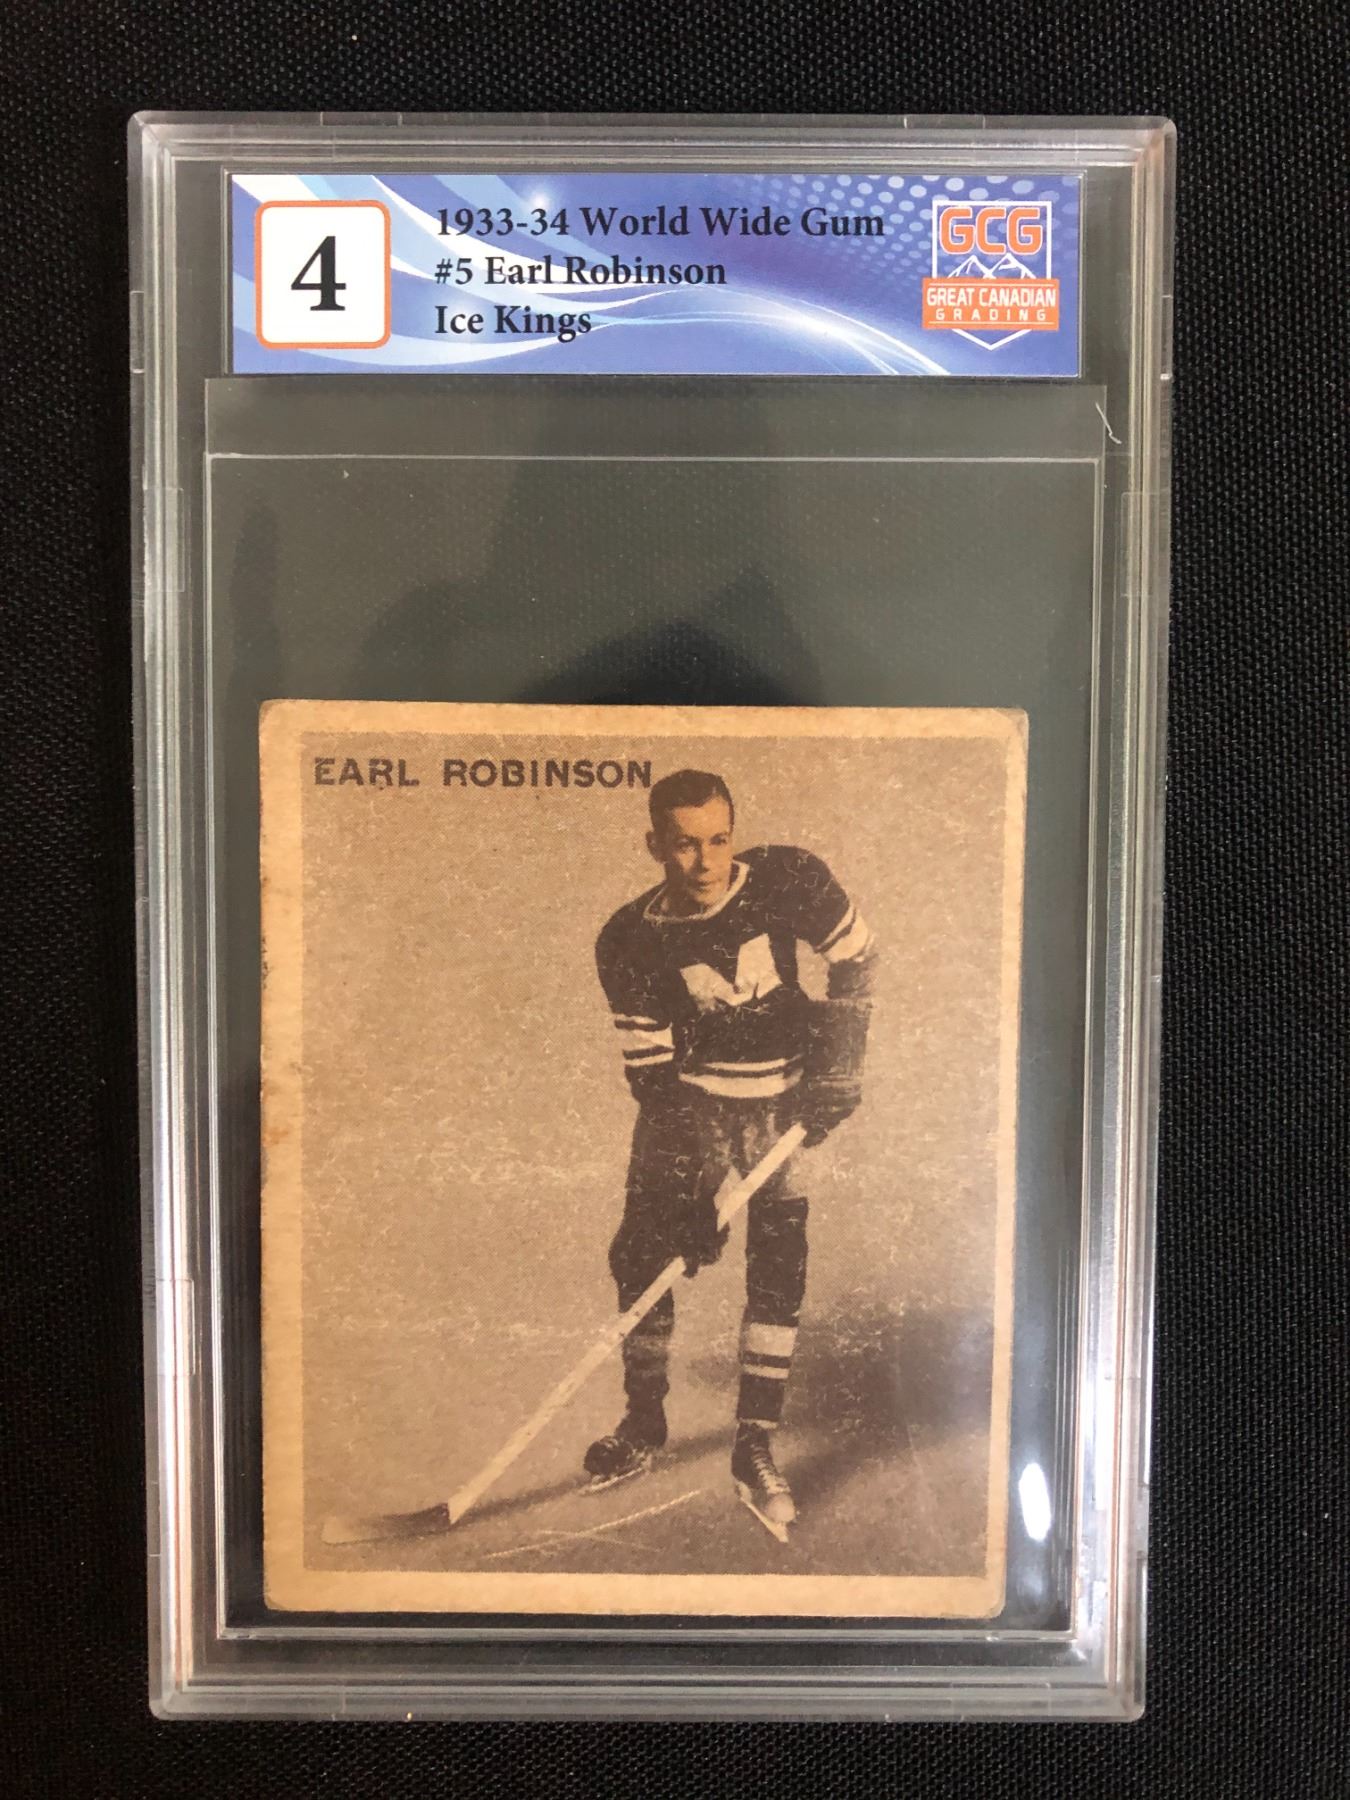 4
1933-34 World Wide Gum
#5 Earl Robinson
Ice Kings
GCG
GREAT CANADIAN
GRADING
EARL ROBINSON
M